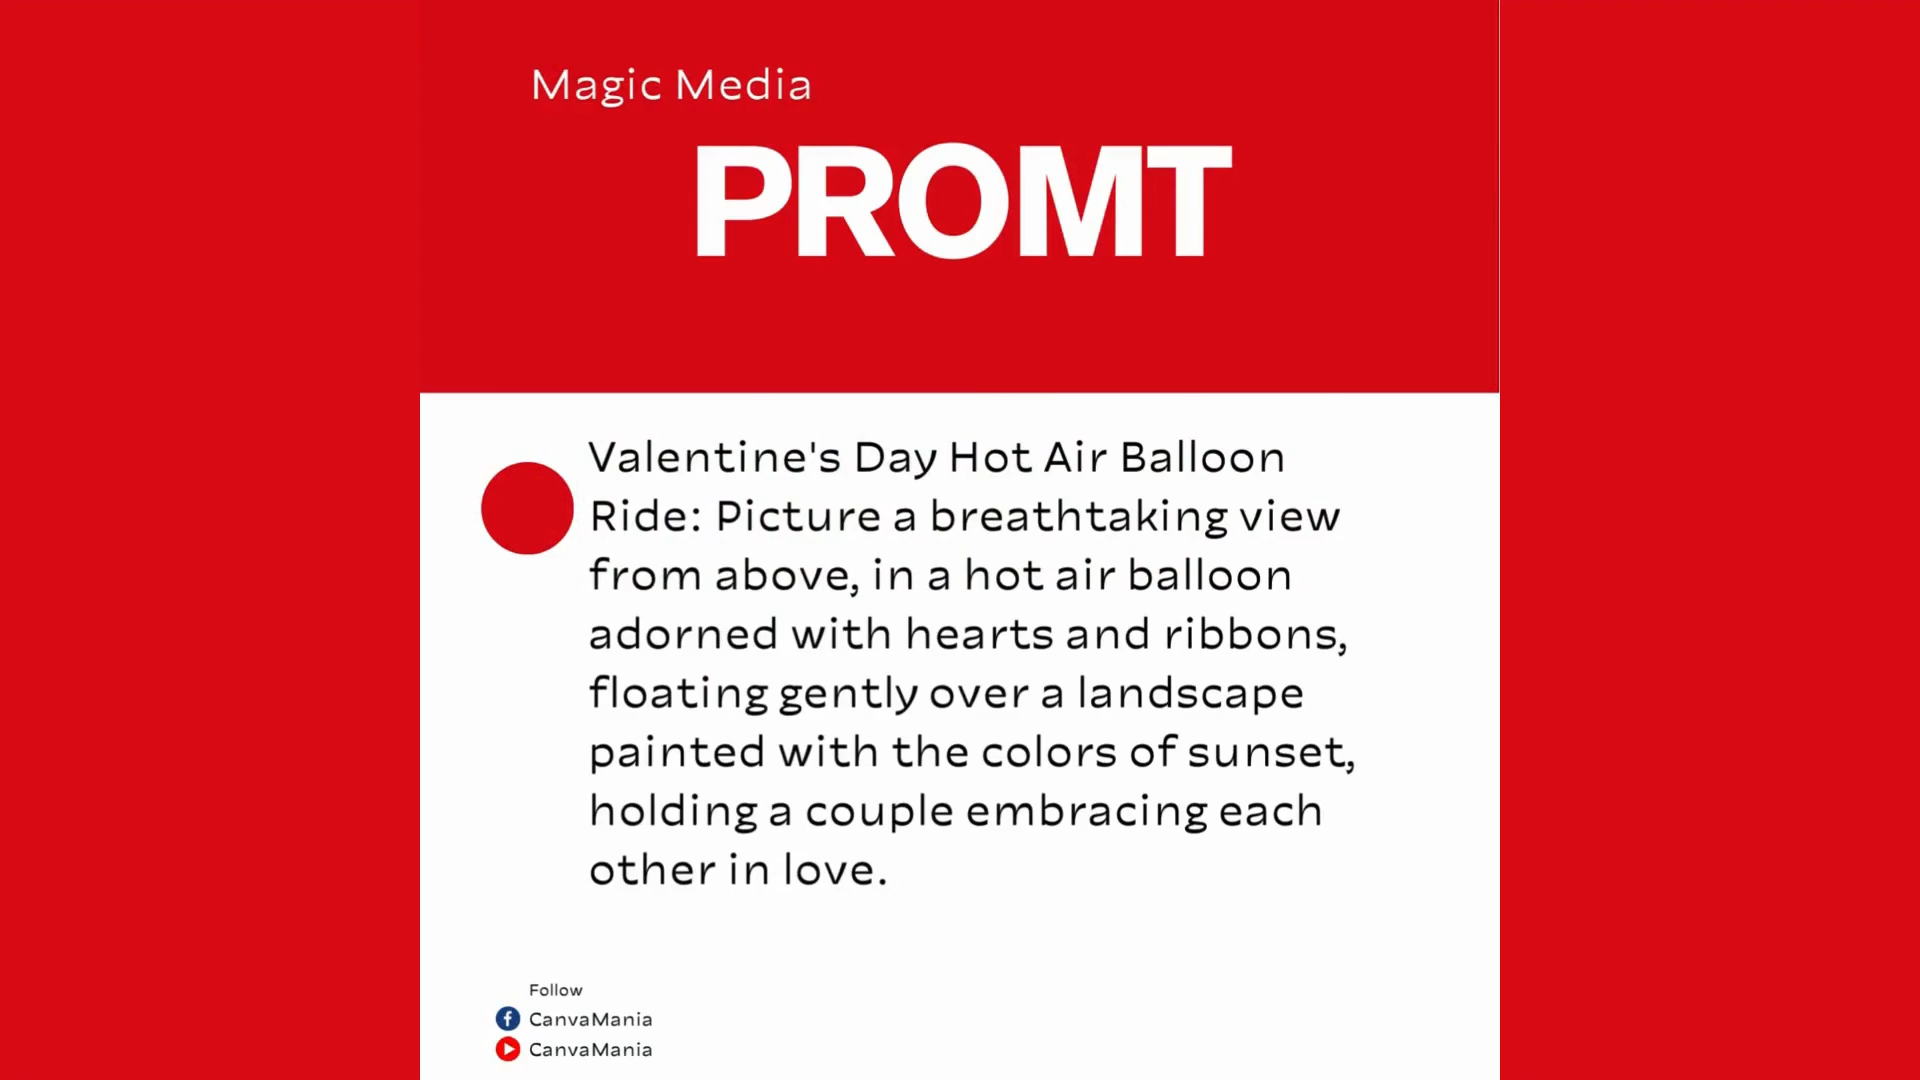 Magic Media
PROMT
Valentine's Day Hot Air Balloon
Ride: Picture a breathtaking view
from above, in a hot air balloon
adorned with hearts and ribbons,
floating gently over a landscape
painted with the colors of sunset,
holding a couple embracing each
other in love.
Follow
CanvaMania
CanvaMania